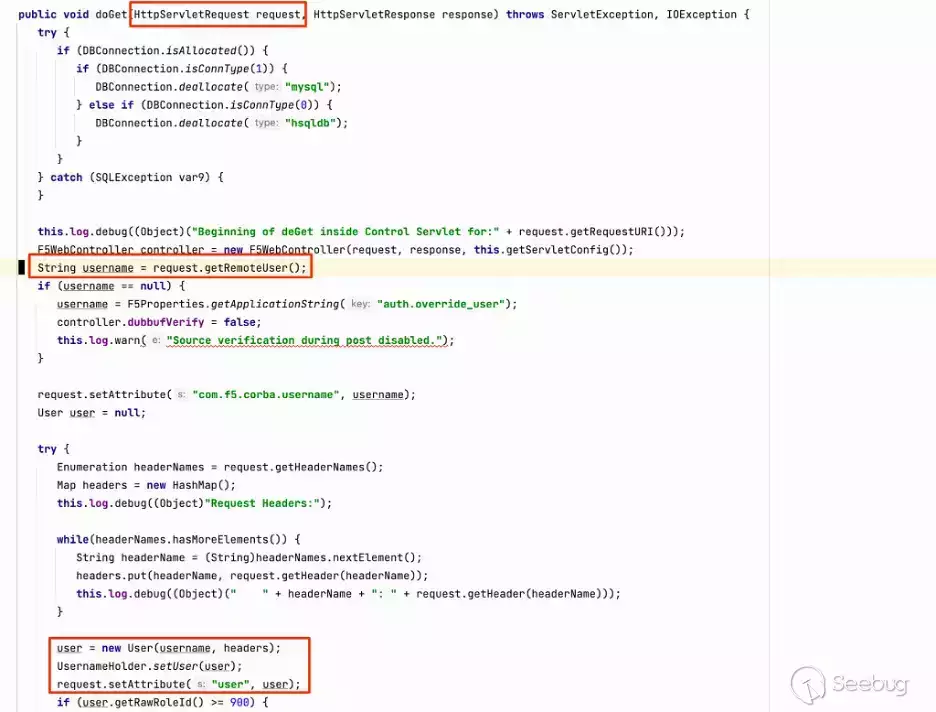 public void doGet(HttpServletRequest request, HttpServletResponse response) throws ServletException, IOException {
try {
if (DBConnection.isAllocated()) {
if (DBConnection.isConnType(1)) {
DBConnection.deallocate( type: "mysql");
} else if (DBConnection.isConnType(0)) {
DBConnection.deallocate( type: "hsqldb");
}
}
} catch (SQLException var9) {
}
this.log.debug((Object)("Beginning of deGet inside Control Servlet for:" + request.getRequestURI()));
F5WebController controller = new F5WebController(request, response, this.getServletConfig());
String username = request.getRemoteUser();
if (username == null) {
username = F5Properties.getApplicationString( key: "auth.override_user");
controller.dubbufVerify = false;
this.log.warn( e: "Source verification during post disabled.");
}
request.setAttribute( s: "com.f5.corba.username", username);
User user = null;
try {
Enumeration headerNames = request.getHeaderNames();
Map headers = new HashMap();
this.log.debug((Object)"Request Headers:");
while(headerNames.hasMoreElements()) {
String headerName = (String)headerNames.nextElement();
headers.put(headerName, request.getHeader(headerName));
this.log.debug((Object)("    " + headerName + ": " + request.getHeader(headerName)));
}
user = new User(username, headers);
UsernameHolder.setUser(user);
request.setAttribute( s: "user", user);
if (user.getRawRoleId() >= 900) {
Seebug